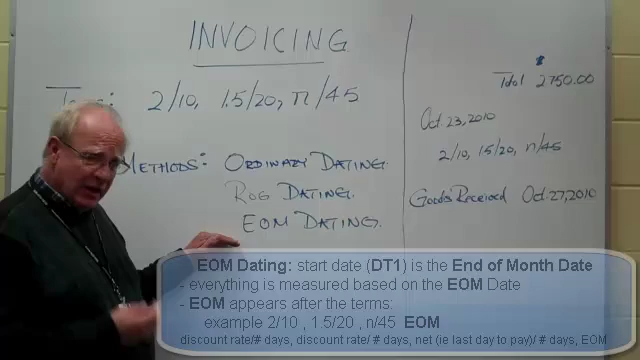 INVOICING
2/10, 1.5/20, n/45
METHODS: ORDINARY DATING.
ROG DATING.
EOM DATING.
Total 2750.00
Oct. 23, 2010
2/10, 1.5/20, n/45
Goods Received Oct. 27, 2010
EOM Dating: start date (DT1) is the End of Month Date
- everything is measured based on the EOM Date
- EOM appears after the terms:
example 2/10 , 1.5/20 , n/45 EOM
discount rate/# days, discount rate/ # days, net (ie last day to pay)/ # days, EOM